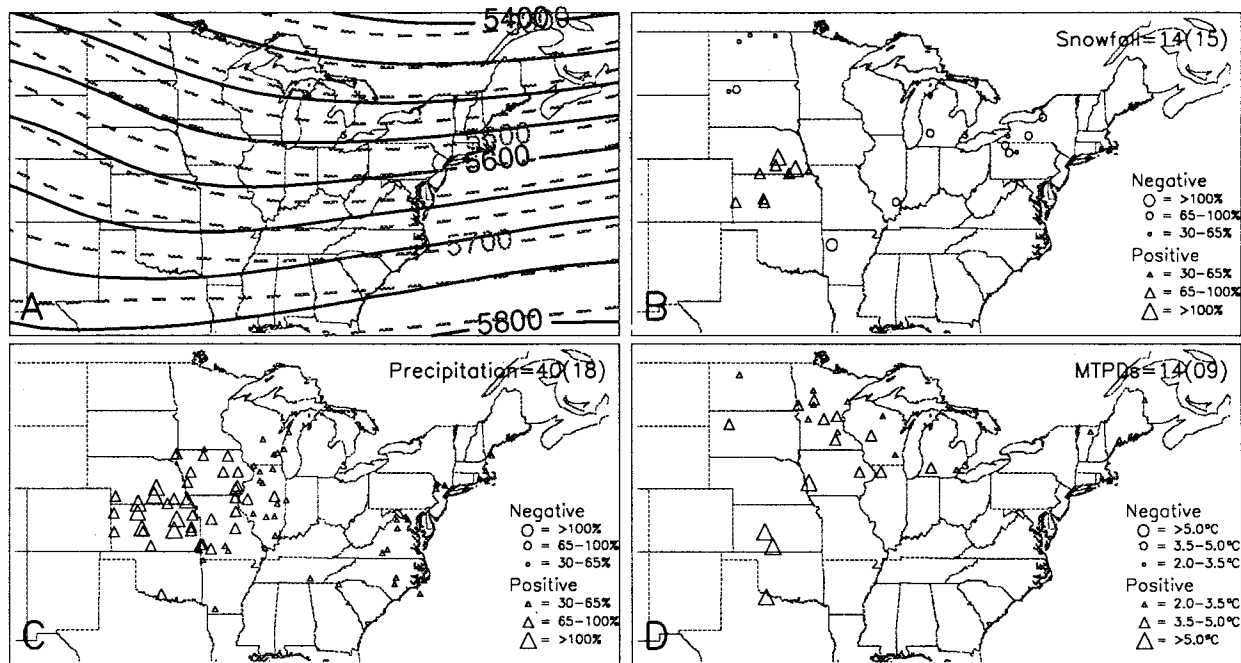 5400
5500
5600
5700
5800
A
Snowfall=14(15)
Negative
= >100%
= 65-100%
= 30-65%
Positive
= 30-65%
= 65-100%
= >100%
B
Precipitation=40(18)
Negative
= >100%
= 65-100%
= 30-65%
Positive
= 30-65%
= 65-100%
= >100%
C
MTPDs=14(09)
Negative
= >5.0°C
= 3.5-5.0°C
= 2.0-3.5°C
Positive
= 2.0-3.5°C
= 3.5-5.0°C
= >5.0°C
D